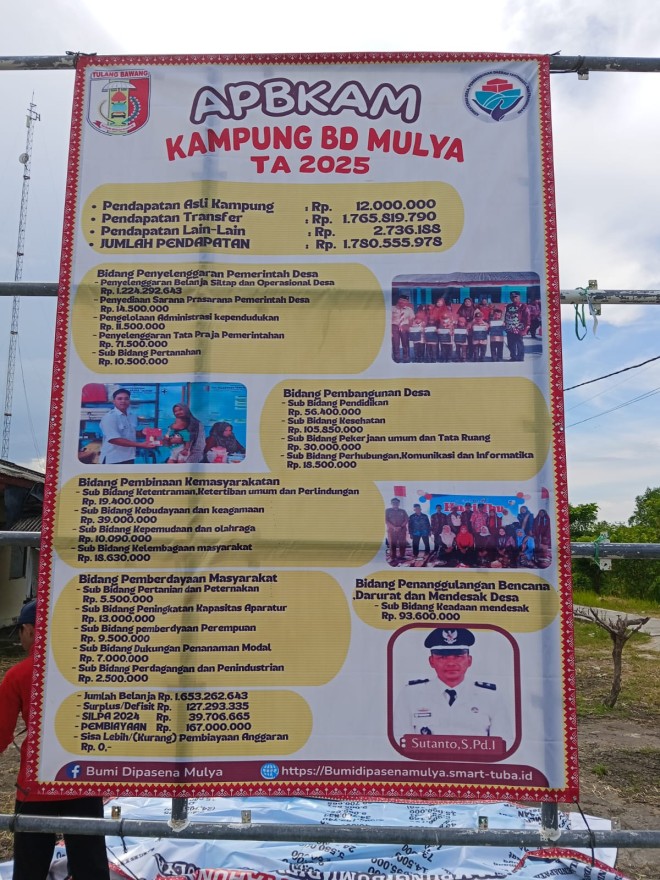 TULANG BAWANG
APBKAM
KAMPUNG BD MULYA
TA 2025
• Pendapatan Asli Kampung : Rp. 12.000.000
• Pendapatan Transfer : Rp. 1.765.819.790
• Pendapatan Lain-Lain : Rp. 2.736.188
• JUMLAH PENDAPATAN : Rp. 1.780.555.978
Bidang Penyelenggaran Pemerintah Desa
- Penyelenggaran Belanja Siltap dan Operasional Desa
Rp. 1.224.292.643
- Penyediaan Sarana Prasarana Pemerintah Desa
Rp. 14.500.000
- Pengelolaan Administrasi kependudukan
Rp. 11.500.000
- Penyelenggaran Tata Praja Pemerintahan
Rp. 71.500.000
- Sub Bidang Pertanahan
Rp. 10.500.000
Bidang Pembangunan Desa
- Sub Bidang Pendidikan
Rp. 56.400.000
- Sub Bidang Kesehatan
Rp. 105.850.000
- Sub Bidang Pekerjaan umum dan Tata Ruang
Rp. 30.000.000
- Sub Bidang Perhubungan,Komunikasi dan Informatika
Rp. 18.500.000
Bidang Pembinaan Kemasyarakatan
- Sub Bidang Ketentraman,Ketertiban umum dan Perlindungan
Rp. 19.400.000
- Sub Bidang Kebudayaan dan keagamaan
Rp. 39.000.000
- Sub Bidang Kepemudaan dan olahraga
Rp. 10.090.000
- Sub Bidang Kelembagaan masyarakat
Rp. 18.630.000
Bidang Pemberdayaan Masyarakat
- Sub Bidang Pertanian dan Peternakan
Rp. 5.500.000
- Sub Bidang Peningkatan Kapasitas Aparatur
Rp. 13.000.000
- Sub Bidang pemberdyaan Perempuan
Rp. 9.500.000
- Sub Bidang Dukungan Penanaman Modal
Rp. 7.000.000
- Sub Bidang Perdagangan dan Penindustrian
Rp. 2.500.000
Bidang Penanggulangan Bencana
,Darurat dan Mendesak Desa
- Sub Bidang Keadaan mendesak
Rp. 93.600.000
- Jumlah Belanja Rp. 1.653.262.643
- Surplus/Defisit Rp. 127.293.335
- SILPA 2024 Rp. 39.706.665
- PEMBIAYAAN Rp. 167.000.000
- Sisa Lebih/(Kurang) Pembiayaan Anggaran
Rp. 0,-
Sutanto,S.Pd.I
Bumi Dipasena Mulya
https://Bumidipasenamulya.smart-tuba.id